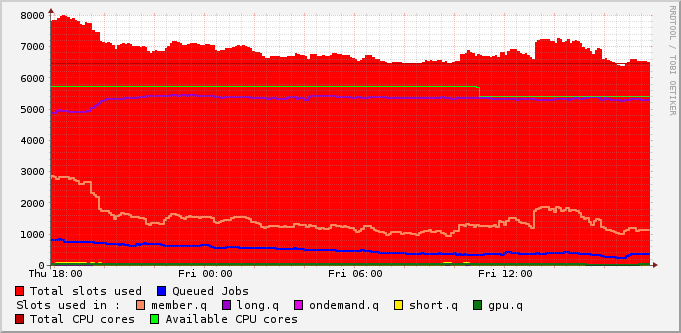 RRDTOOL / TOBI OETIKER
8000
7000
6000
5000
4000
3000
2000
1000
0
Thu 18:00 Fri 00:00 Fri 06:00 Fri 12:00
Total slots used Queued Jobs
Slots used in : member.q long.q ondemand.q short.q gpu.q
Total CPU cores Available CPU cores